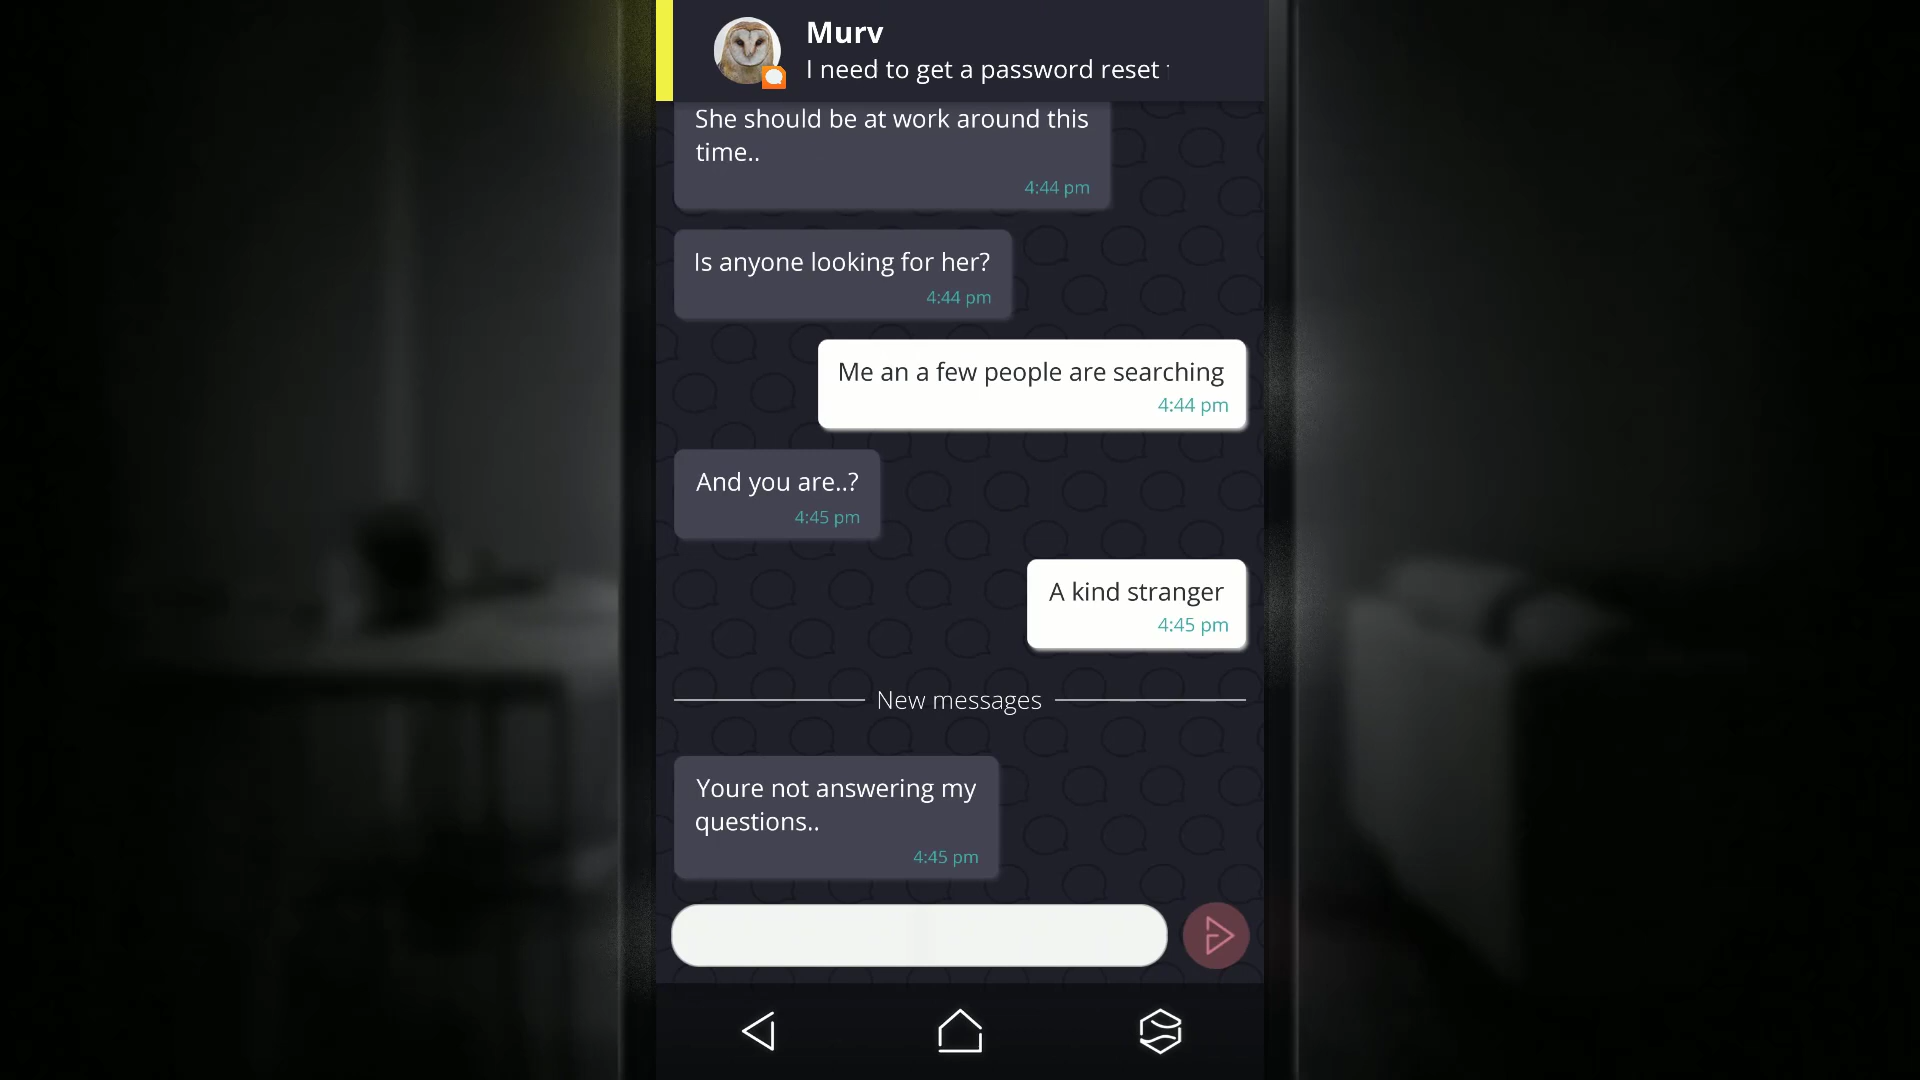 Murv
I need to get a password reset
She should be at work around this
time..
4:44 pm
Is anyone looking for her?
4:44 pm
Me an a few people are searching
4:44 pm
And you are..?
4:45 pm
A kind stranger
4:45 pm
New messages
Youre not answering my
questions..
4:45 pm